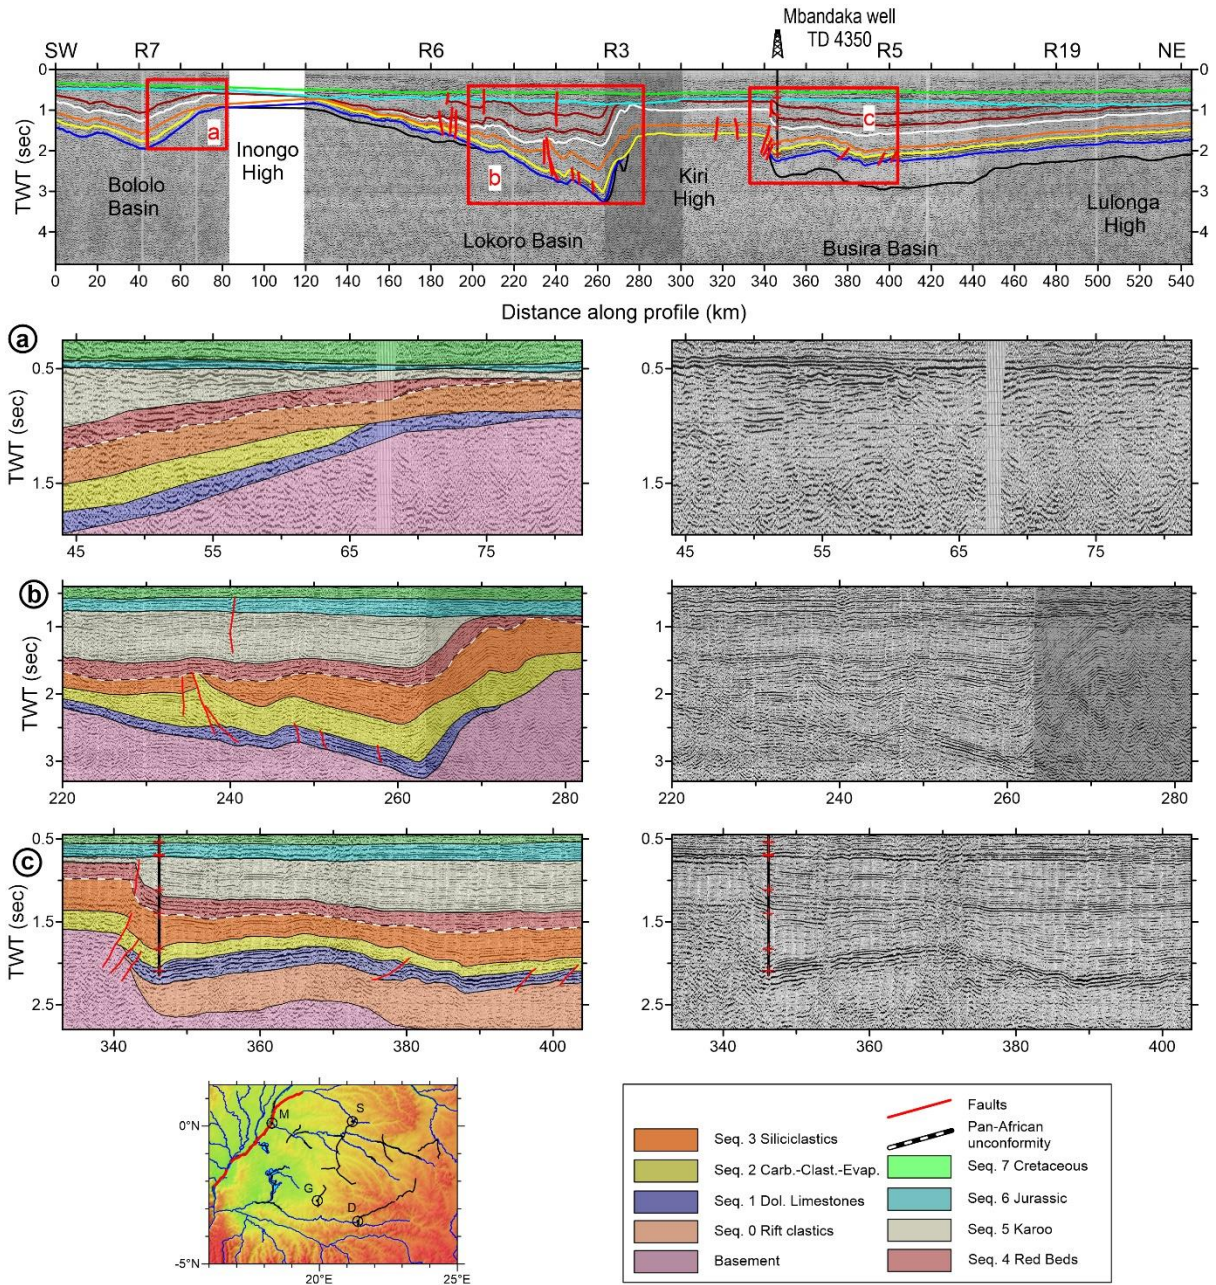 Mbandaka well
TD 4350
SW R7 R6 R3 R5 R19 NE
0 0
1 1
2 2
3 3
4 4
TWT (sec)
a
b
c
Bololo
Basin
Inongo
High
Lokoro Basin
Kiri
High
Busira Basin
Lulonga
High
0 20 40 60 80 100 120 140 160 180 200 220 240 260 280 300 320 340 360 380 400 420 440 460 480 500 520 540
Distance along profile (km)
a
TWT (sec)
0.5 0.5
1.5 1.5
45 55 65 75 45 55 65 75
b
TWT (sec)
1 1
2 2
3 3
220 240 260 280 220 240 260 280
c
TWT (sec)
0.5 0.5
1.5 1.5
2.5 2.5
340 360 380 400 340 360 380 400
0°N
-5°N
20°E 25°E
M
S
G
D
Seq. 3 Siliciclastics
Seq. 2 Carb.-Clast.-Evap.
Seq. 1 Dol. Limestones
Seq. 0 Rift clastics
Basement
Faults
Pan-African
unconformity
Seq. 7 Cretaceous
Seq. 6 Jurassic
Seq. 5 Karoo
Seq. 4 Red Beds